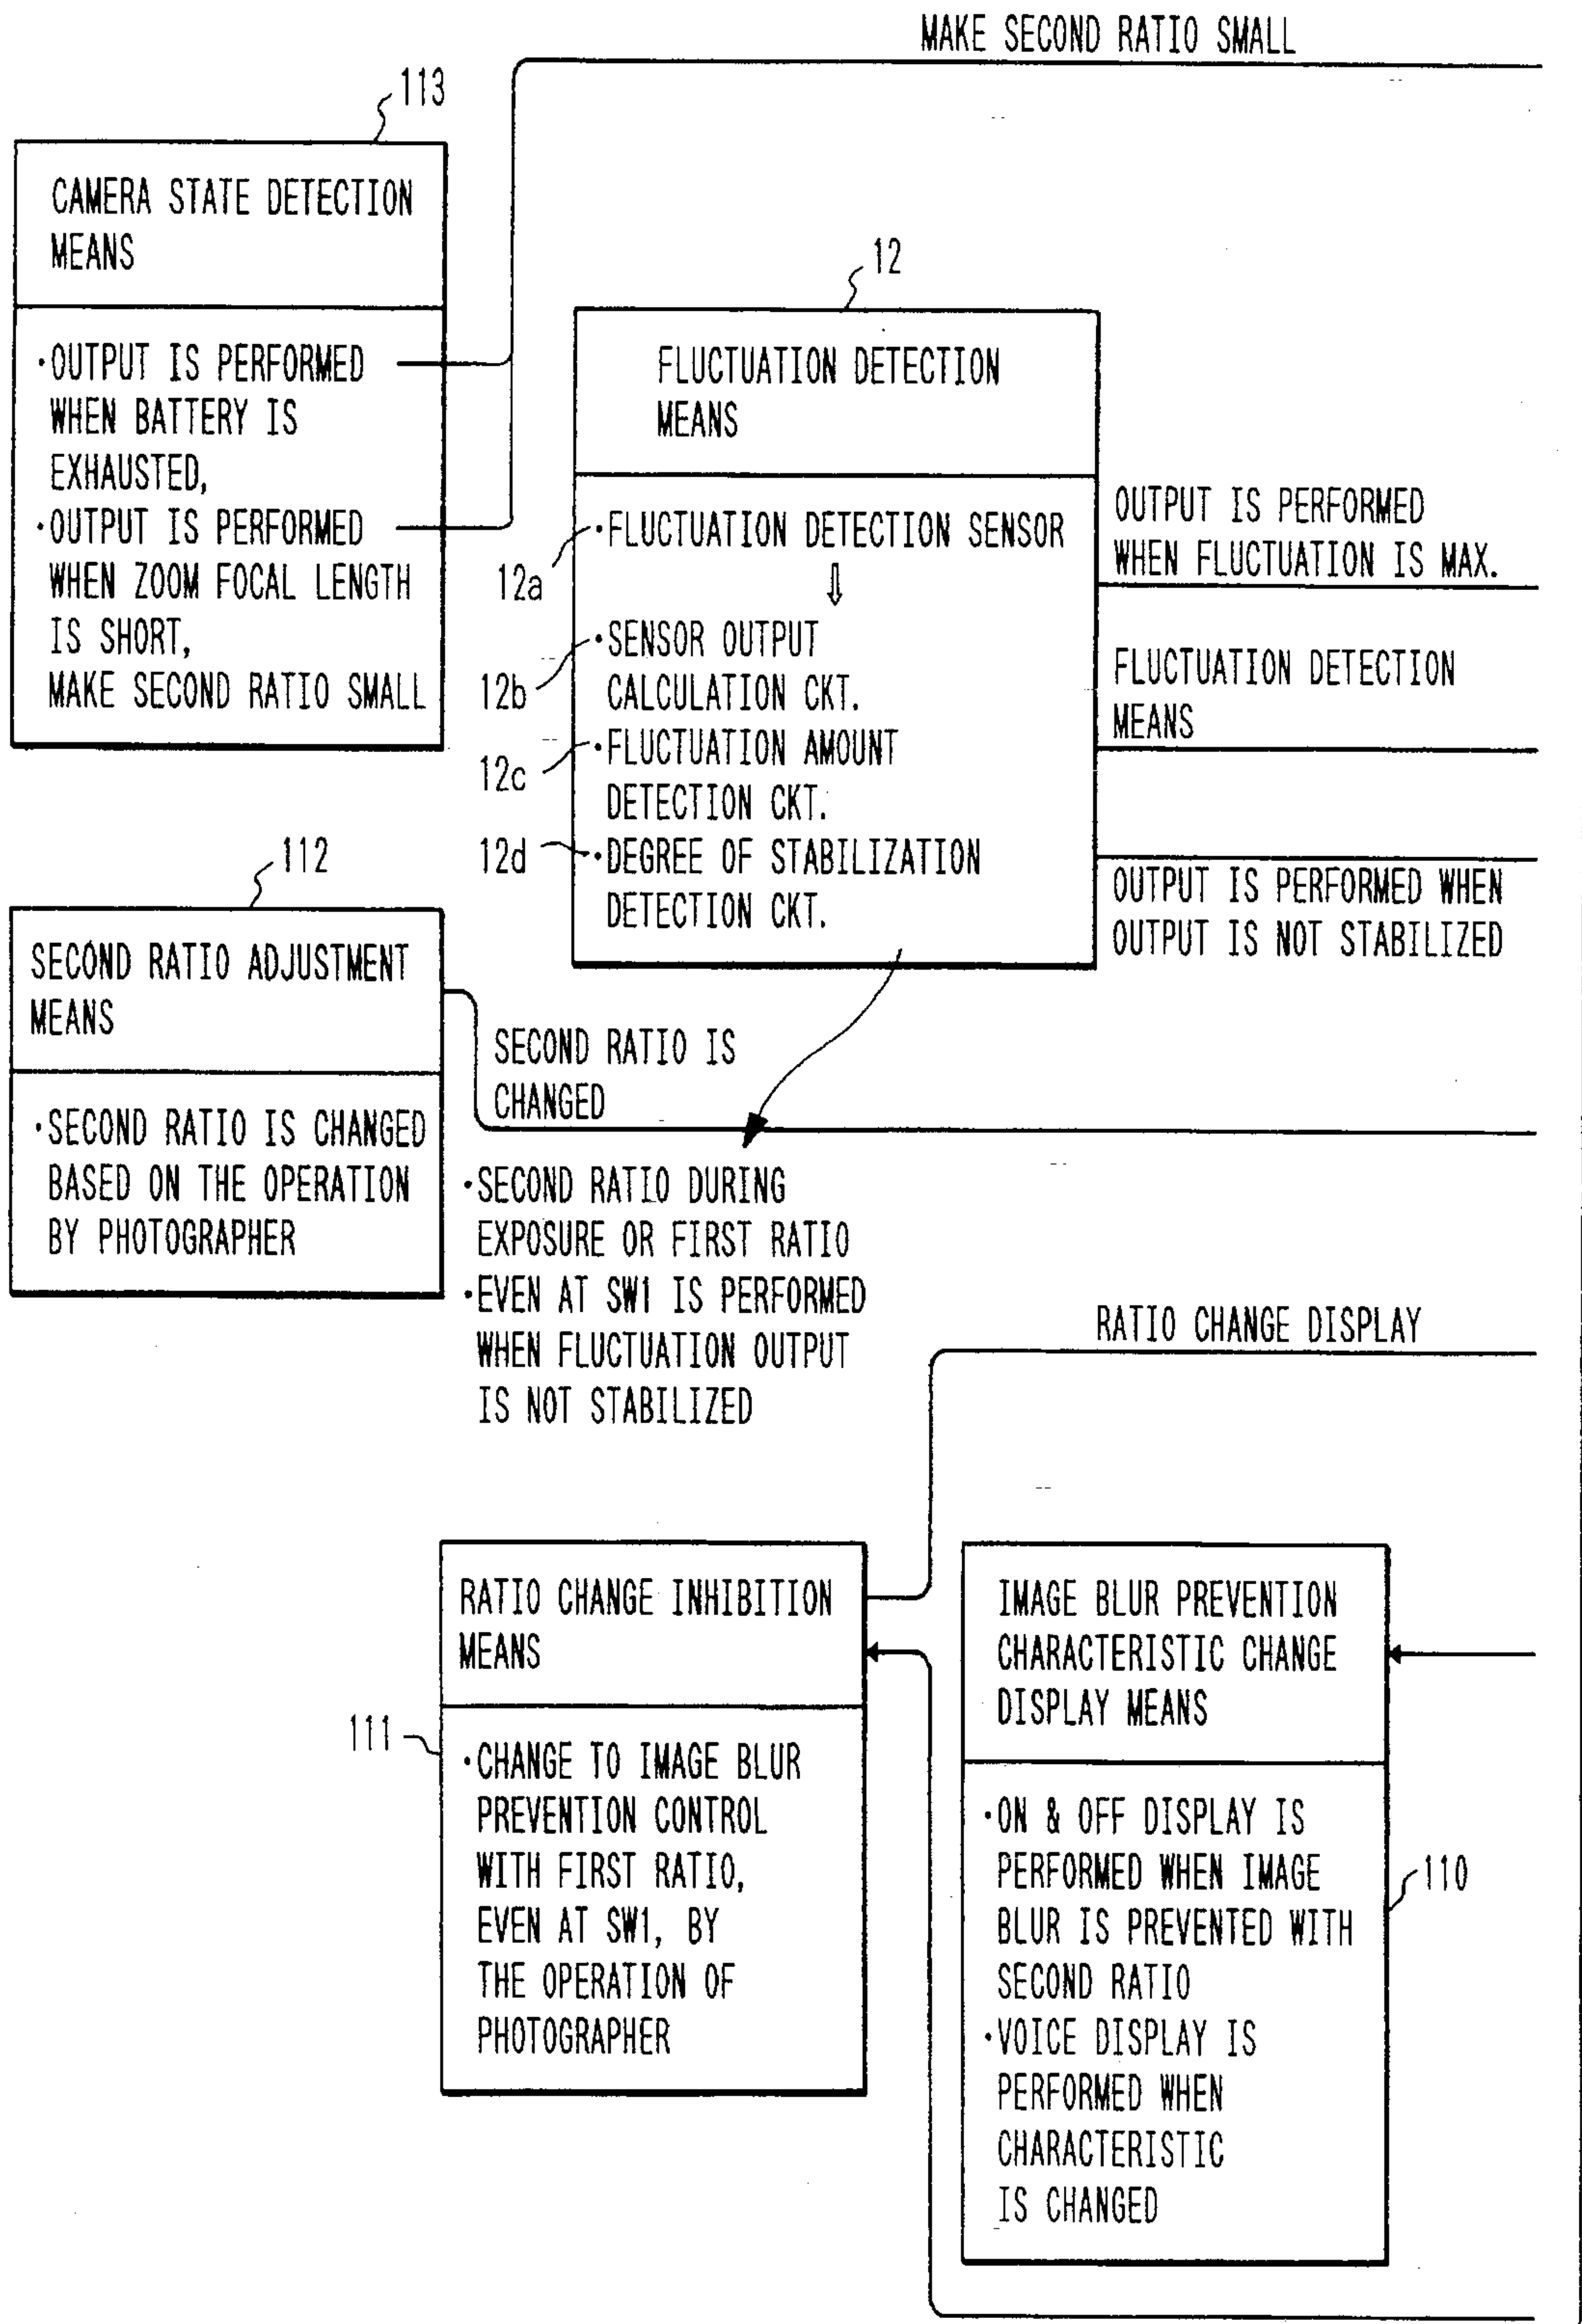 MAKE SECOND RATIO SMALL
113
CAMERA STATE DETECTION
MEANS
·OUTPUT IS PERFORMED
WHEN BATTERY IS
EXHAUSTED,
·OUTPUT IS PERFORMED
WHEN ZOOM FOCAL LENGTH
IS SHORT,
MAKE SECOND RATIO SMALL
12
FLUCTUATION DETECTION
MEANS
12a
·FLUCTUATION DETECTION SENSOR
⇩
12b
·SENSOR OUTPUT
CALCULATION CKT.
12c
·FLUCTUATION AMOUNT
DETECTION CKT.
12d
·DEGREE OF STABILIZATION
DETECTION CKT.
OUTPUT IS PERFORMED
WHEN FLUCTUATION IS MAX.
FLUCTUATION DETECTION
MEANS
OUTPUT IS PERFORMED WHEN
OUTPUT IS NOT STABILIZED
112
SECOND RATIO ADJUSTMENT
MEANS
·SECOND RATIO IS CHANGED
BASED ON THE OPERATION
BY PHOTOGRAPHER
SECOND RATIO IS
CHANGED
·SECOND RATIO DURING
EXPOSURE OR FIRST RATIO
·EVEN AT SW1 IS PERFORMED
WHEN FLUCTUATION OUTPUT
IS NOT STABILIZED
RATIO CHANGE DISPLAY
RATIO CHANGE INHIBITION
MEANS
111
·CHANGE TO IMAGE BLUR
PREVENTION CONTROL
WITH FIRST RATIO,
EVEN AT SW1, BY
THE OPERATION OF
PHOTOGRAPHER
IMAGE BLUR PREVENTION
CHARACTERISTIC CHANGE
DISPLAY MEANS
·ON & OFF DISPLAY IS
PERFORMED WHEN IMAGE
BLUR IS PREVENTED WITH
SECOND RATIO
·VOICE DISPLAY IS
PERFORMED WHEN
CHARACTERISTIC
IS CHANGED
110